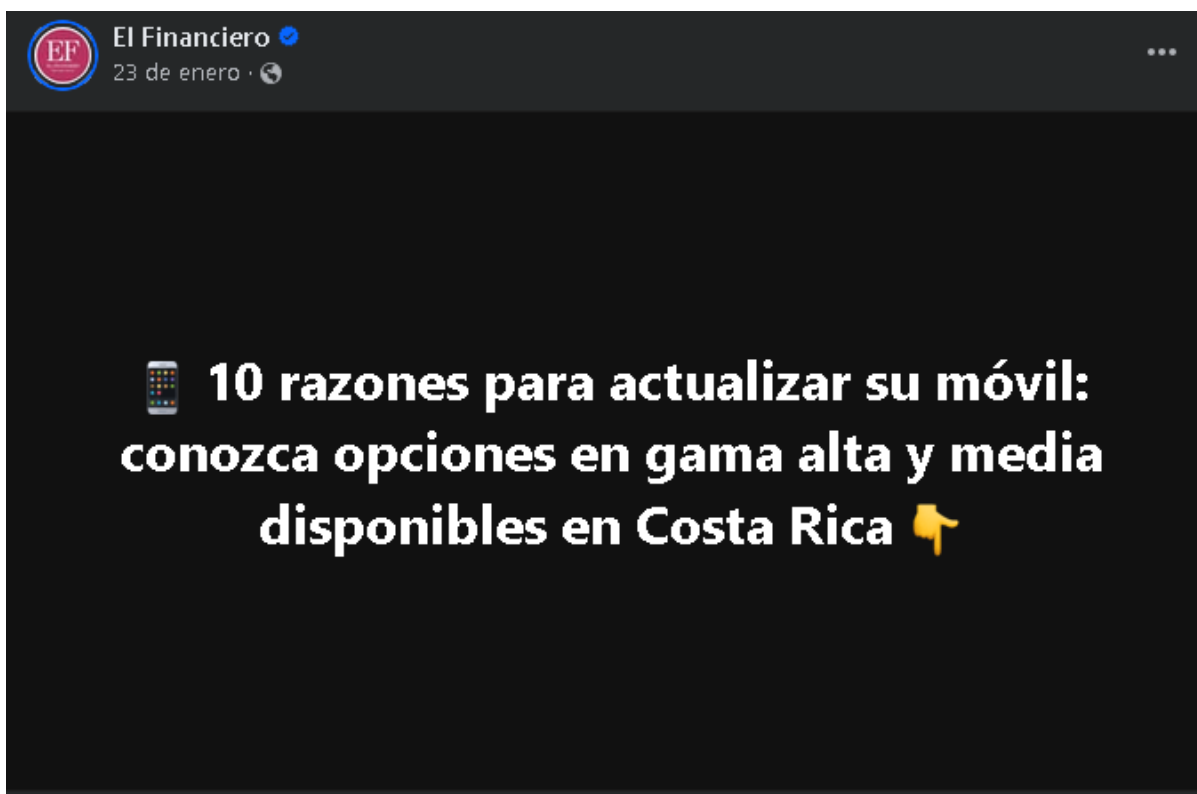 EF
El Financiero
23 de enero ·
10 razones para actualizar su móvil:
conozca opciones en gama alta y media
disponibles en Costa Rica